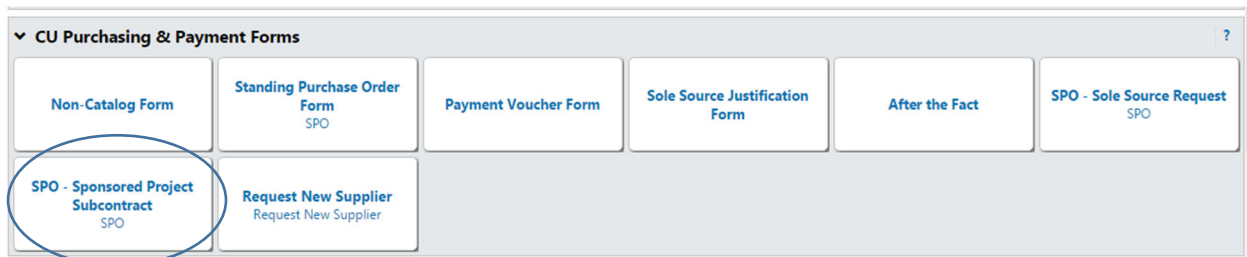 CU Purchasing & Payment Forms
?
Non-Catalog Form
Standing Purchase Order
Form
SPO
Payment Voucher Form
Sole Source Justification
Form
After the Fact
SPO - Sole Source Request
SPO
SPO - Sponsored Project
Subcontract
SPO
Request New Supplier
Request New Supplier